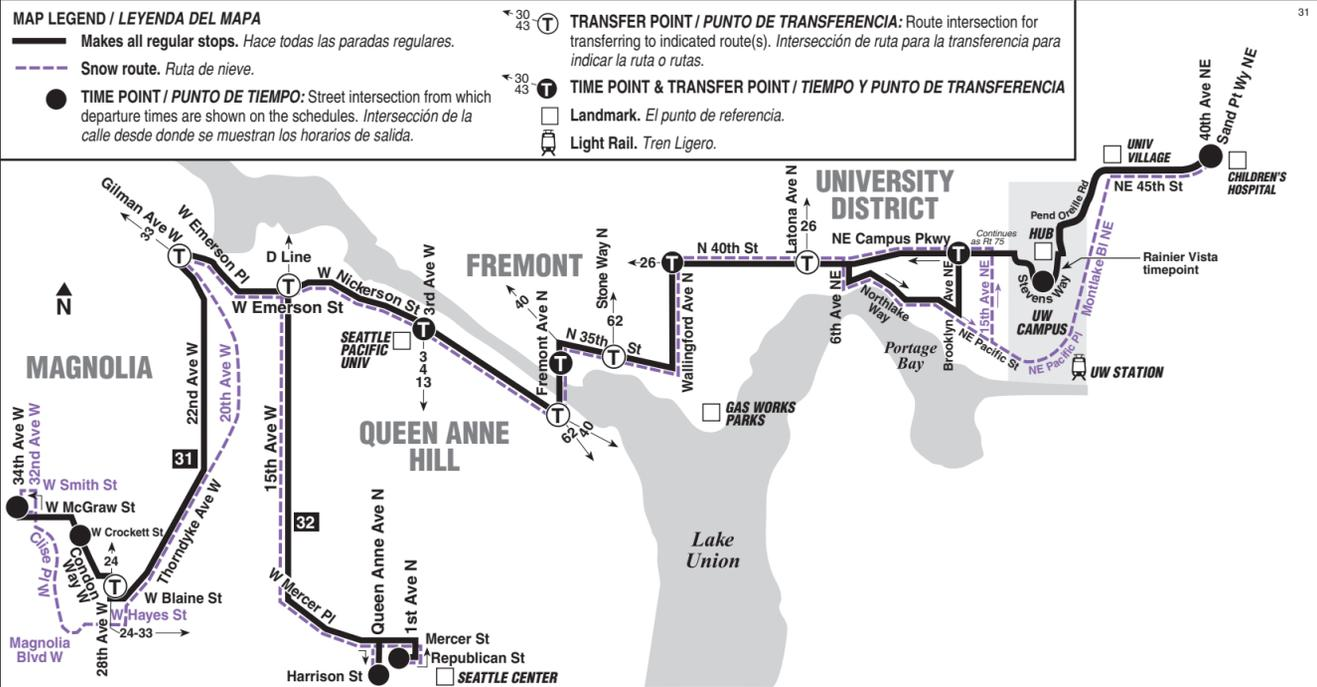 MAP LEGEND / LEYENDA DEL MAPA
Makes all regular stops. Hace todas las paradas regulares.
Snow route. Ruta de nieve.
TIME POINT / PUNTO DE TIEMPO: Street intersection from which
departure times are shown on the schedules. Intersección de la
calle desde donde se muestran los horarios de salida.
30
43
T
TRANSFER POINT / PUNTO DE TRANSFERENCIA: Route intersection for
transferring to indicated route(s). Intersección de ruta para la transferencia para
indicar la ruta o rutas.
30
43
T
TIME POINT & TRANSFER POINT / TIEMPO Y PUNTO DE TRANSFERENCIA
Landmark. El punto de referencia.
Light Rail. Tren Ligero.
31
40th Ave NE
Sand Pt Wy NE
UNIV
VILLAGE
CHILDREN'S
HOSPITAL
NE 45th St
Pend Oreille Rd
Montlake Bl NE
HUB
Continues
as Rt 75
Rainier Vista
timepoint
Stevens Way
UW
CAMPUS
NE Pacific Pl
UW STATION
15th Ave NE
NE Pacific St
UNIVERSITY
DISTRICT
NE Campus Pkwy
T
Brooklyn Ave NE
Northlake
Way
Portage
Bay
6th Ave NE
Latona Ave N
26
T
N 40th St
26
T
Wallingford Ave N
GAS WORKS
PARKS
FREMONT
Stone Way N
62
T
N 35th St
40
Fremont Ave N
T
T
62
40
Lake
Union
3rd Ave W
T
3
4
13
SEATTLE
PACIFIC
UNIV
QUEEN ANNE
HILL
W Nickerson St
D Line
T
W Emerson St
W Emerson Pl
Gilman Ave W
33
T
N
MAGNOLIA
22nd Ave W
20th Ave W
31
Thorndyke Ave W
34th Ave W
32nd Ave W
W Smith St
W McGraw St
W Crockett St
Condon
Way W
Clise Pl W
24
T
W Blaine St
W Hayes St
24-33
28th Ave W
Magnolia
Blvd W
15th Ave W
32
W Mercer Pl
Queen Anne Ave N
1st Ave N
Mercer St
Republican St
Harrison St
SEATTLE CENTER